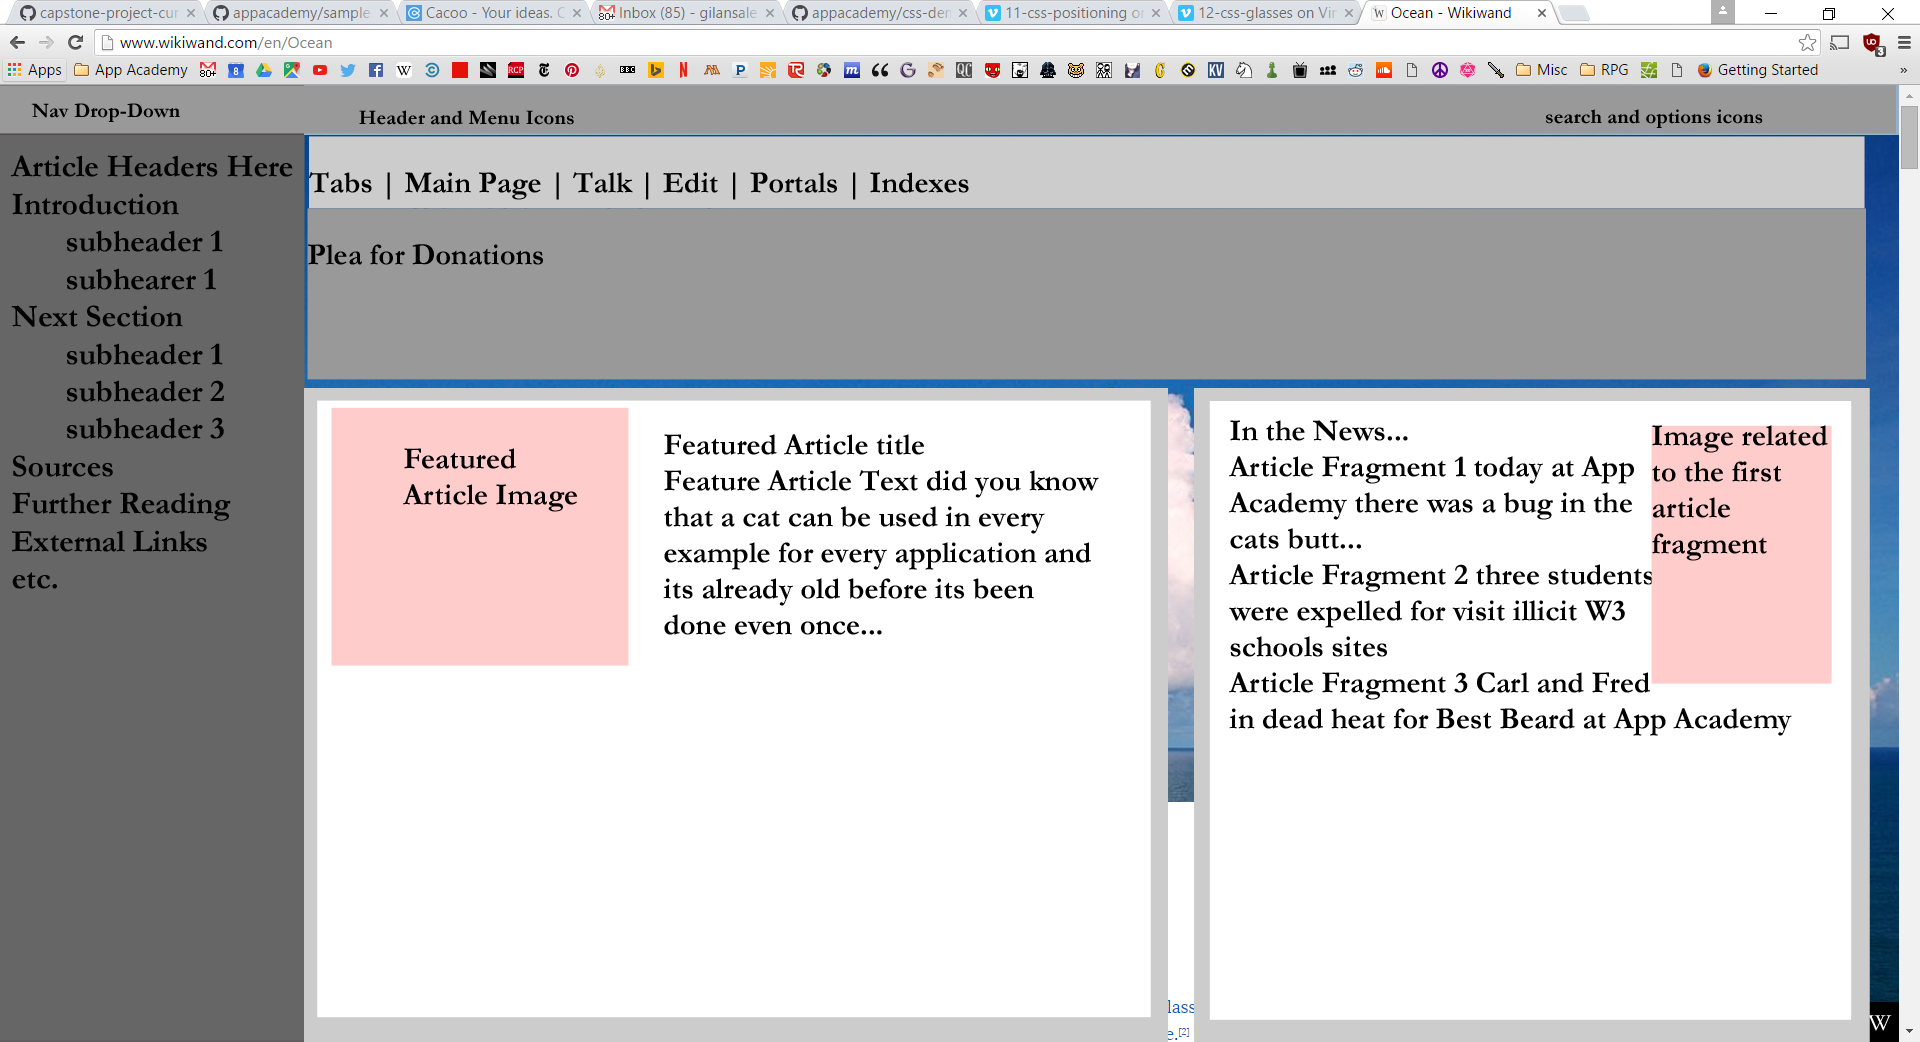 capstone-project-cur
appacademy/sample
Cacoo - Your ideas. C
Inbox (85) - gilansale
appacademy/css-den
11-css-positioning o
12-css-glasses on Vi
Ocean - Wikiwand
www.wikiwand.com/en/Ocean
Apps
App Academy
Misc
RPG
Getting Started
Nav Drop-Down
Header and Menu Icons
search and options icons
Article Headers Here
Introduction
subheader 1
subhearer 1
Next Section
subheader 1
subheader 2
subheader 3
Sources
Further Reading
External Links
etc.
Tabs | Main Page | Talk | Edit | Portals | Indexes
Plea for Donations
Featured
Article Image
Featured Article title
Feature Article Text did you know
that a cat can be used in every
example for every application and
its already old before its been
done even once...
In the News...
Article Fragment 1 today at App
Academy there was a bug in the
cats butt...
Article Fragment 2 three students
were expelled for visit illicit W3
schools sites
Article Fragment 3 Carl and Fred
in dead heat for Best Beard at App Academy
Image related
to the first
article
fragment
lass
e.[2]
W